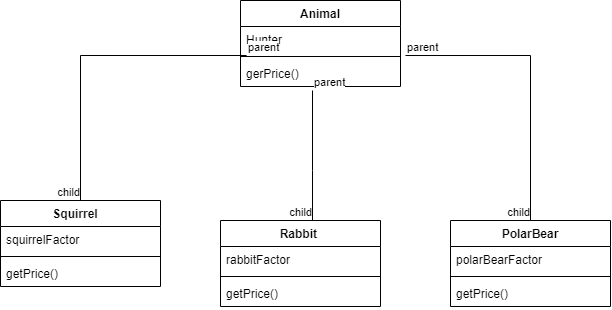 Animal
Hunter
parent
parent
gerPrice()
parent
child
child
child
Squirrel
squirrelFactor
getPrice()
Rabbit
rabbitFactor
getPrice()
PolarBear
polarBearFactor
getPrice()